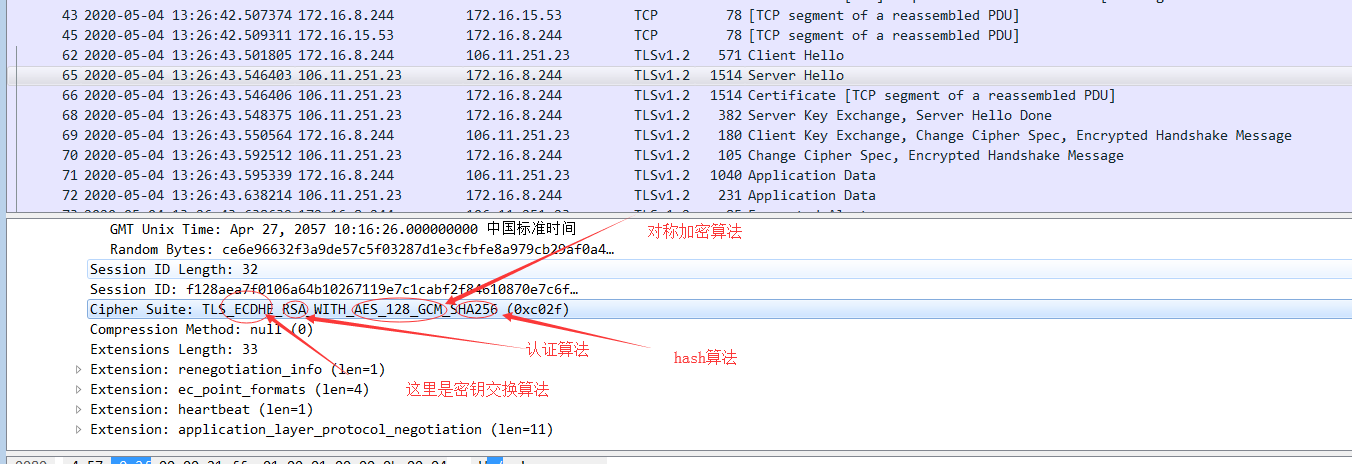 43 2020-05-04 13:26:42.507374 172.16.8.244 172.16.15.53 TCP 78 [TCP segment of a reassembled PDU]
45 2020-05-04 13:26:42.509311 172.16.15.53 172.16.8.244 TCP 78 [TCP segment of a reassembled PDU]
62 2020-05-04 13:26:43.501805 172.16.8.244 106.11.251.23 TLSv1.2 571 Client Hello
65 2020-05-04 13:26:43.546403 106.11.251.23 172.16.8.244 TLSv1.2 1514 Server Hello
66 2020-05-04 13:26:43.546406 106.11.251.23 172.16.8.244 TLSv1.2 1514 Certificate [TCP segment of a reassembled PDU]
68 2020-05-04 13:26:43.548375 106.11.251.23 172.16.8.244 TLSv1.2 382 Server Key Exchange, Server Hello Done
69 2020-05-04 13:26:43.550564 172.16.8.244 106.11.251.23 TLSv1.2 180 Client Key Exchange, Change Cipher Spec, Encrypted Handshake Message
70 2020-05-04 13:26:43.592512 106.11.251.23 172.16.8.244 TLSv1.2 105 Change Cipher Spec, Encrypted Handshake Message
71 2020-05-04 13:26:43.595339 172.16.8.244 106.11.251.23 TLSv1.2 1040 Application Data
72 2020-05-04 13:26:43.638214 106.11.251.23 172.16.8.244 TLSv1.2 231 Application Data
GMT Unix Time: Apr 27, 2057 10:16:26.000000000 中国标准时间
对称加密算法
Random Bytes: ce6e96632f3a9de57c5f03287d1e3cfbfe8a979cb29af0a4…
Session ID Length: 32
Session ID: f128aea7f0106a64b10267119e7c1cabf2f84610870e7c6f…
Cipher Suite: TLS_ECDHE_RSA_WITH_AES_128_GCM_SHA256 (0xc02f)
Compression Method: null (0)
Extensions Length: 33
认证算法
hash算法
Extension: renegotiation_info (len=1)
Extension: ec_point_formats (len=4)
这里是密钥交换算法
Extension: heartbeat (len=1)
Extension: application_layer_protocol_negotiation (len=11)